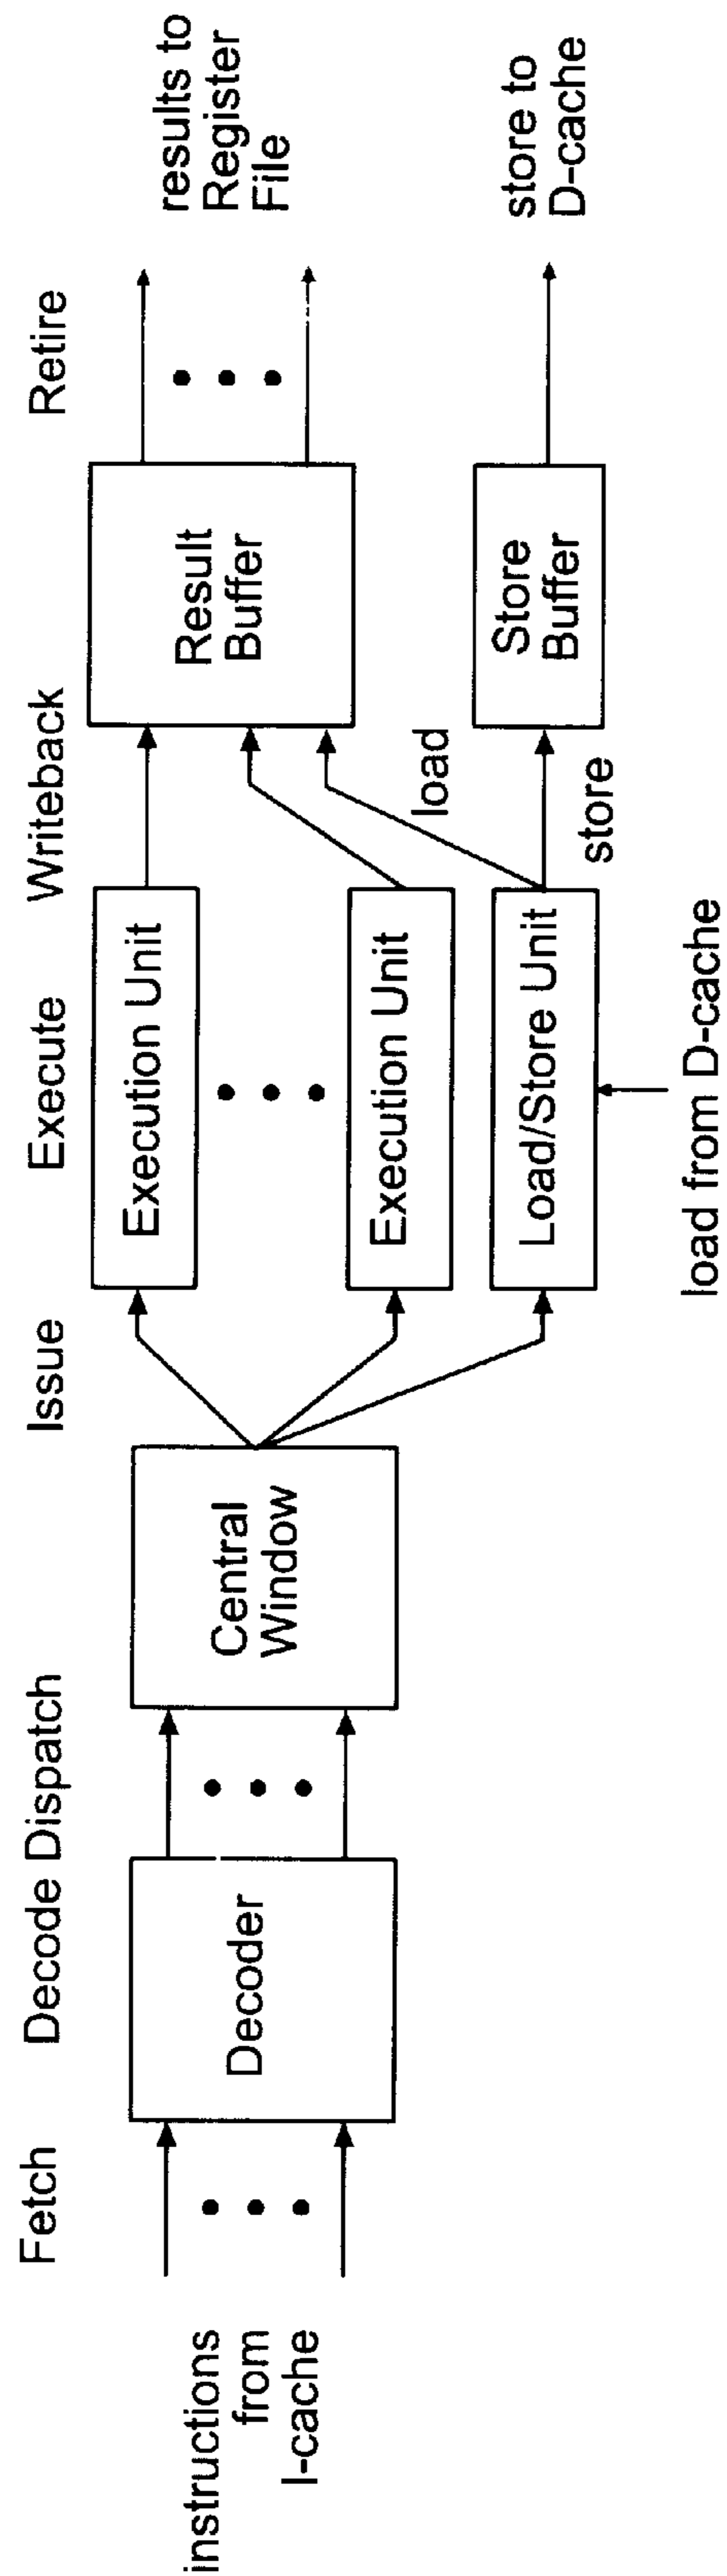 Fetch
Decode Dispatch
Issue
Execute
Writeback
Retire
instructions
from
I-cache
Decoder
Central
Window
Execution Unit
Execution Unit
Load/Store Unit
load from D-cache
load
store
Result
Buffer
Store
Buffer
results to
Register
File
store to
D-cache